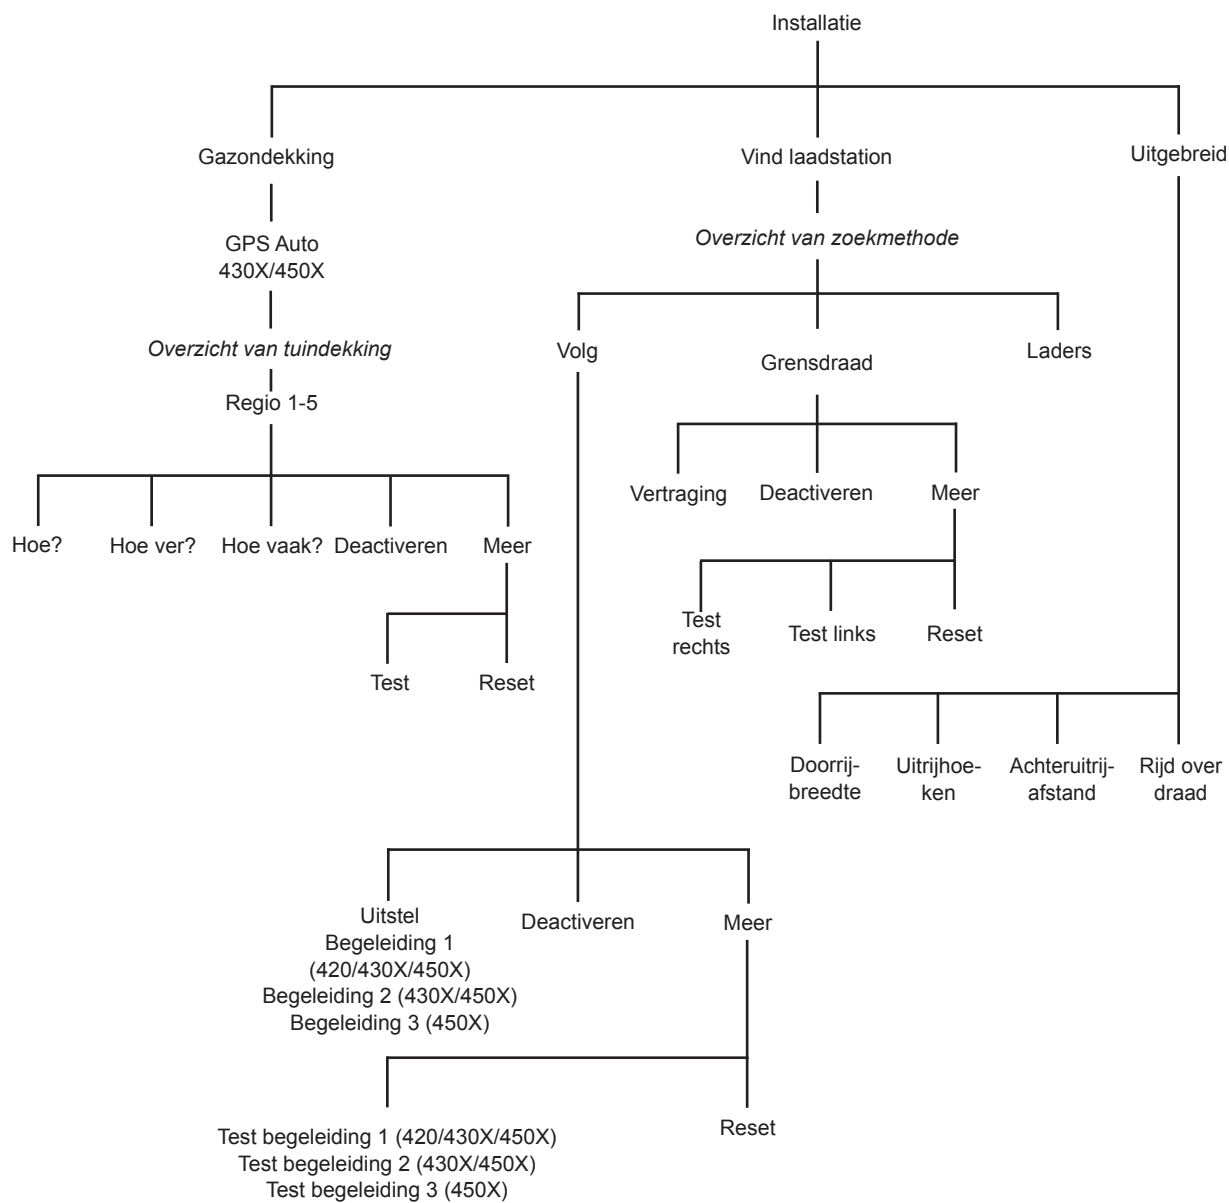 Installatie
Gazondekking
Vind laadstation
Uitgebreid
GPS Auto
430X/450X
Overzicht van zoekmethode
Overzicht van tuindekking
Volg
Grensdraad
Laders
Regio 1-5
Vertraging
Deactiveren
Meer
Hoe?
Hoe ver?
Hoe vaak?
Deactiveren
Meer
Test
rechts
Test links
Reset
Test
Reset
Doorrij-
breedte
Uitrijhoe-
ken
Achteruitrij-
afstand
Rijd over
draad
Uitstel
Begeleiding 1
(420/430X/450X)
Begeleiding 2 (430X/450X)
Begeleiding 3 (450X)
Deactiveren
Meer
Test begeleiding 1 (420/430X/450X)
Test begeleiding 2 (430X/450X)
Test begeleiding 3 (450X)
Reset